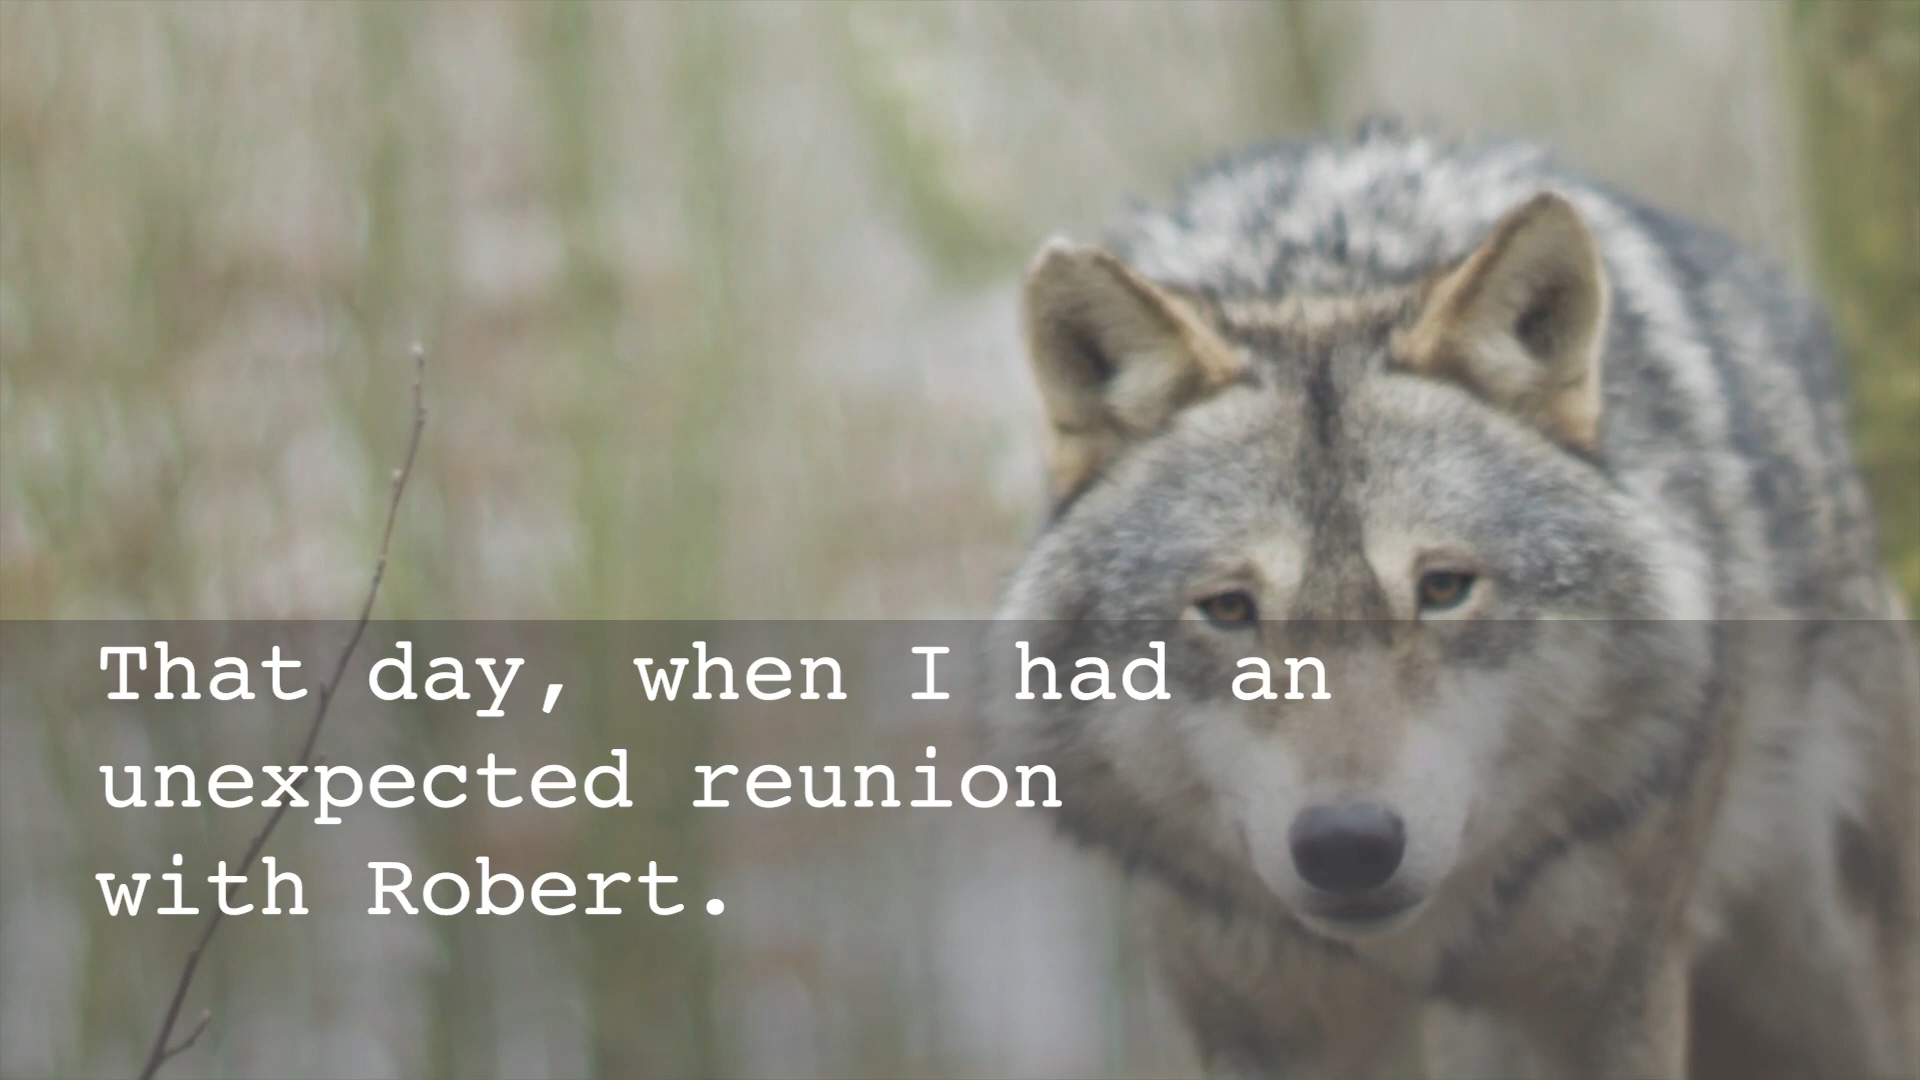 That day, when I had an
unexpected reunion
with Robert.